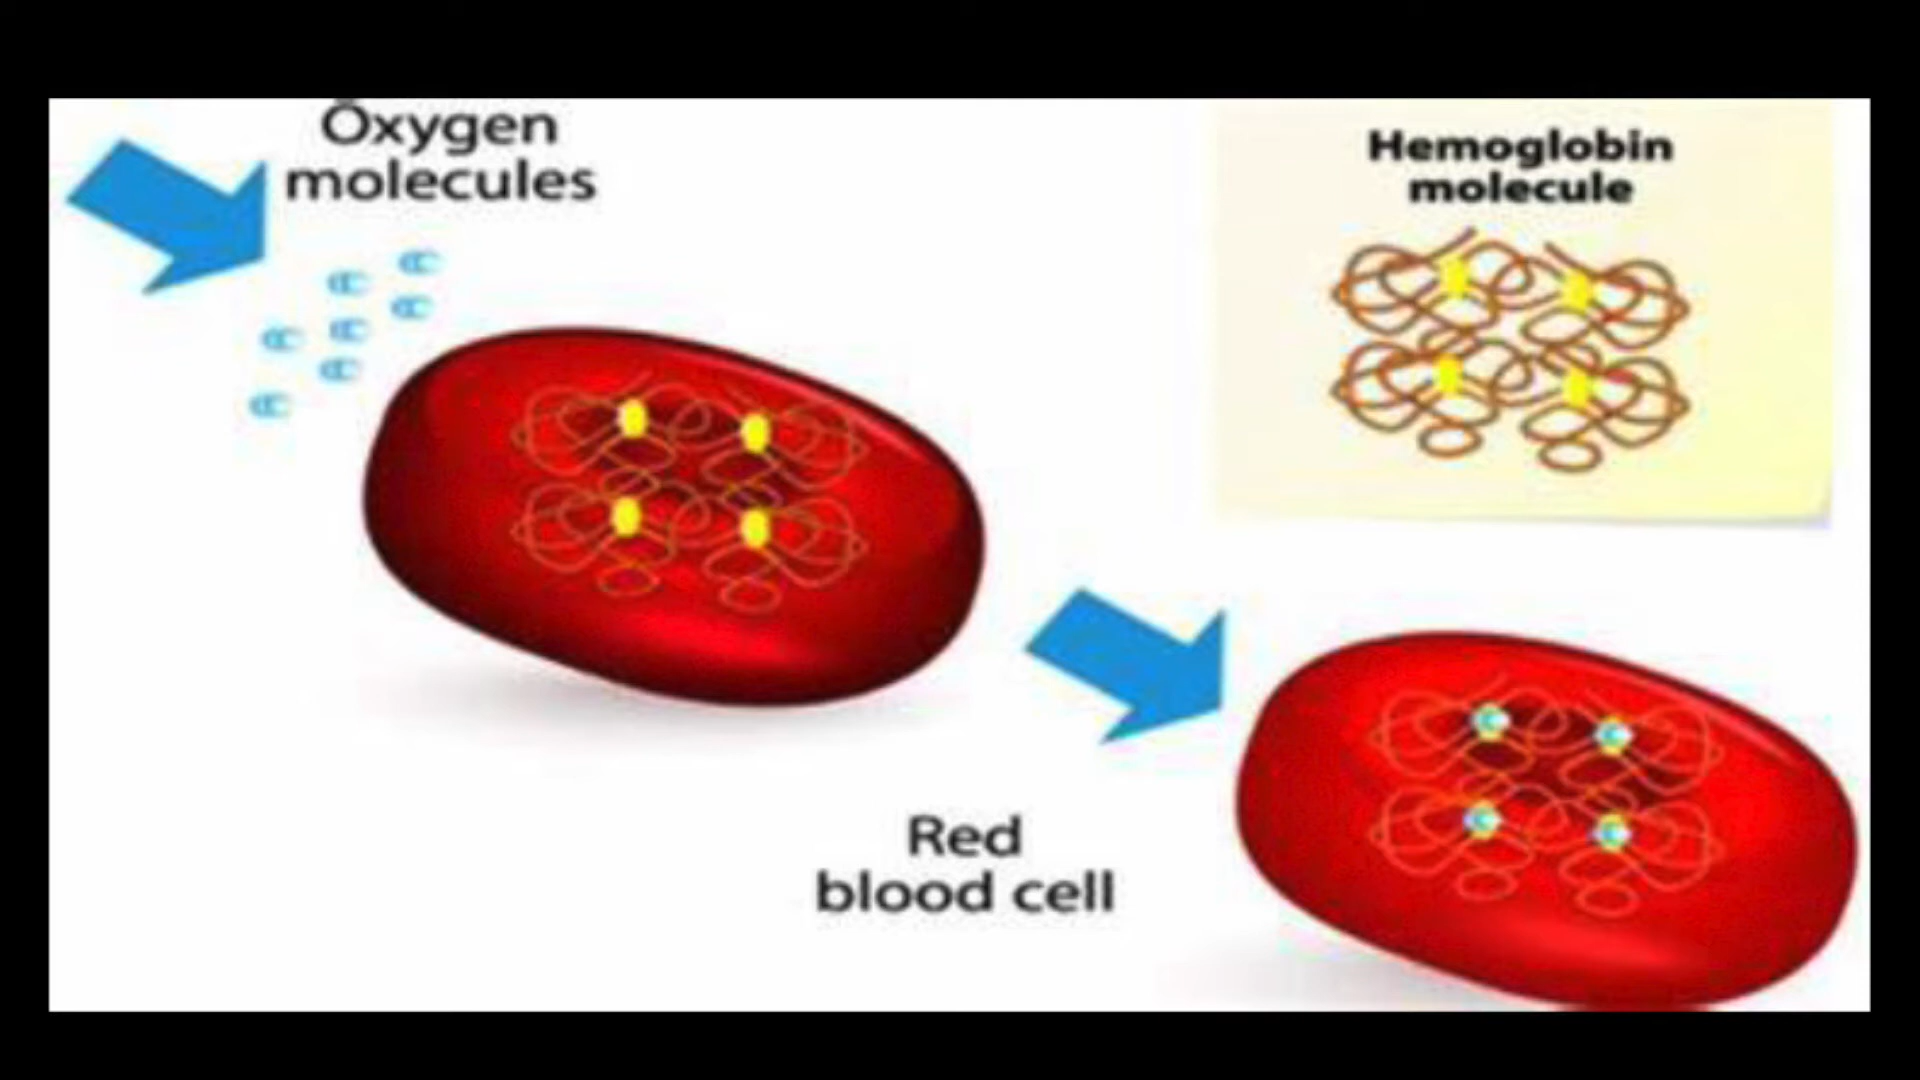 Oxygen
molecules
Hemoglobin
molecule
Red
blood cell